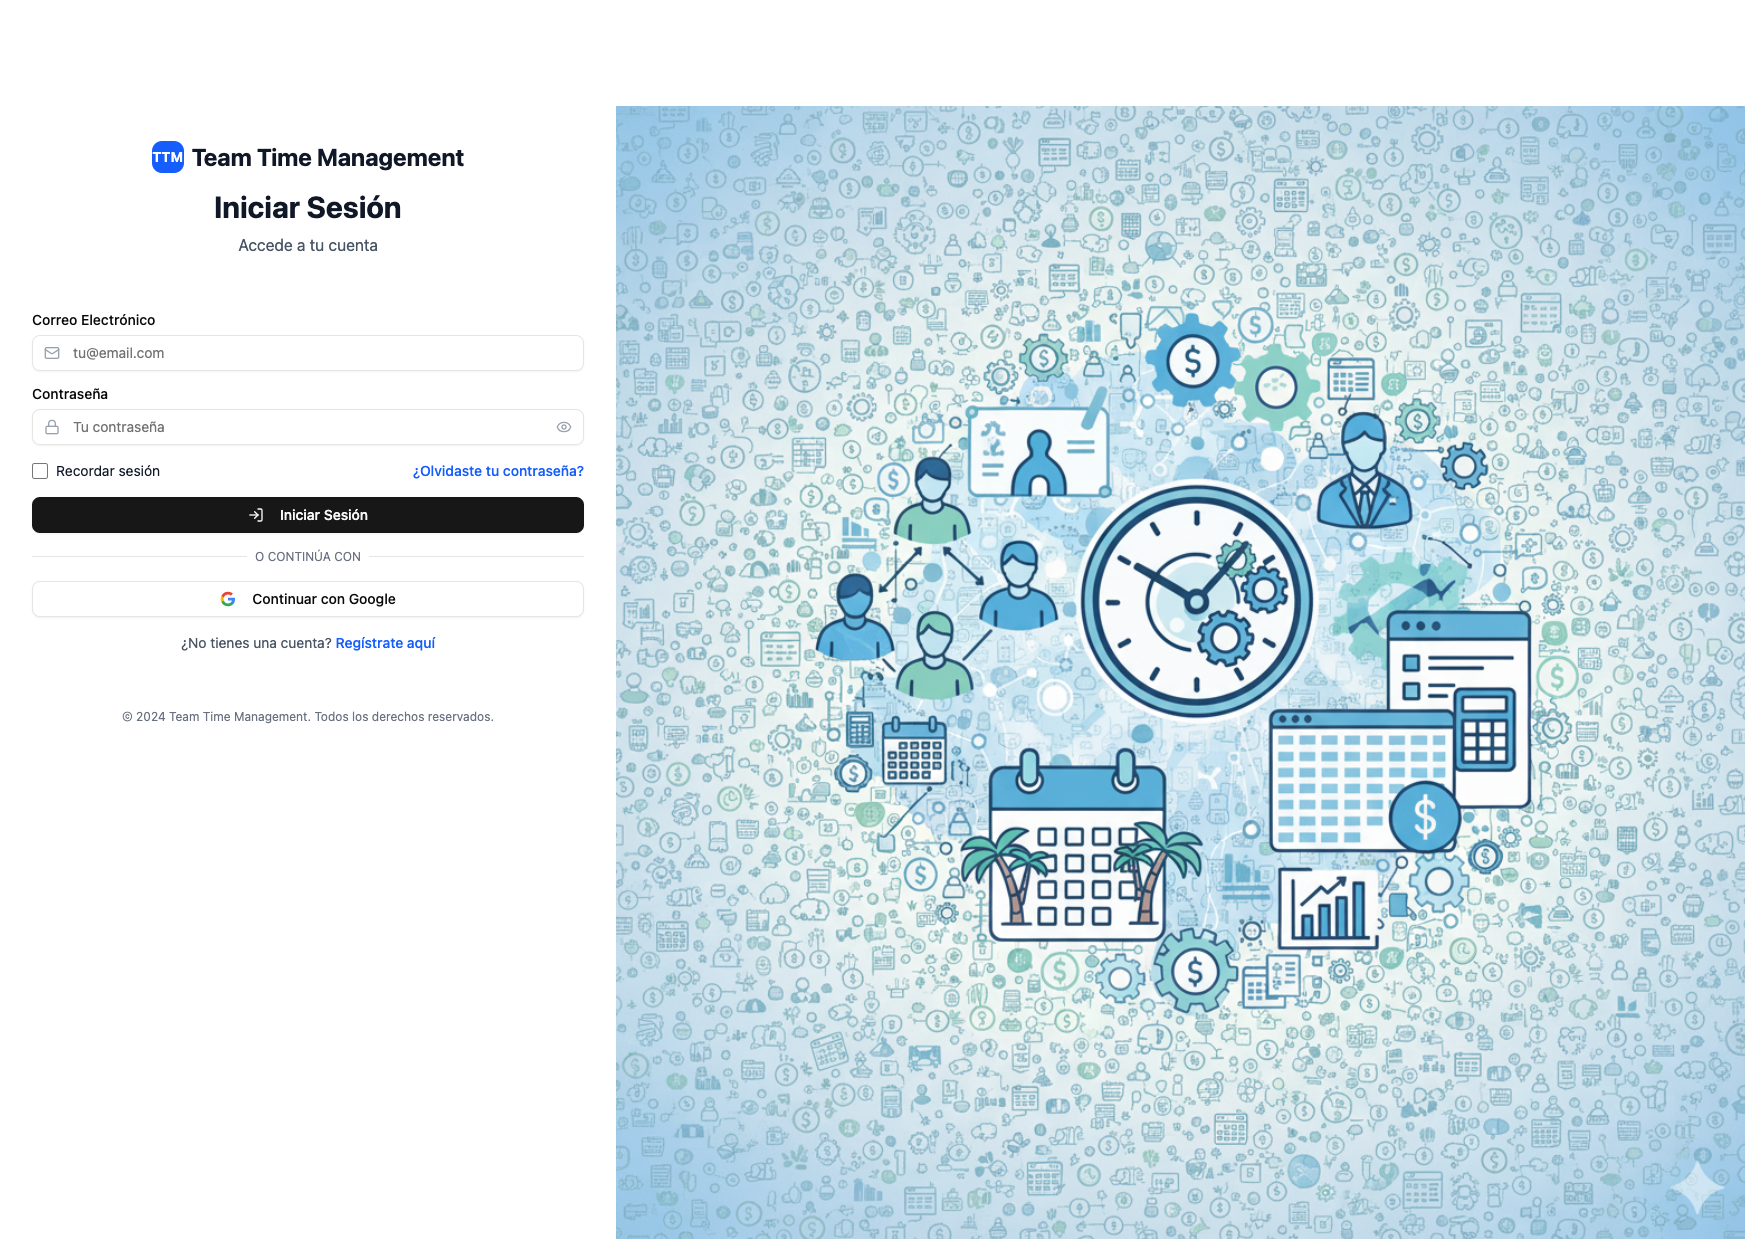 TTM Team Time Management
Iniciar Sesión
Accede a tu cuenta
Correo Electrónico
tu@email.com
Contraseña
Tu contraseña
Recordar sesión ¿Olvidaste tu contraseña?
Iniciar Sesión
O CONTINÚA CON
Continuar con Google
¿No tienes una cuenta? Regístrate aquí
© 2024 Team Time Management. Todos los derechos reservados.